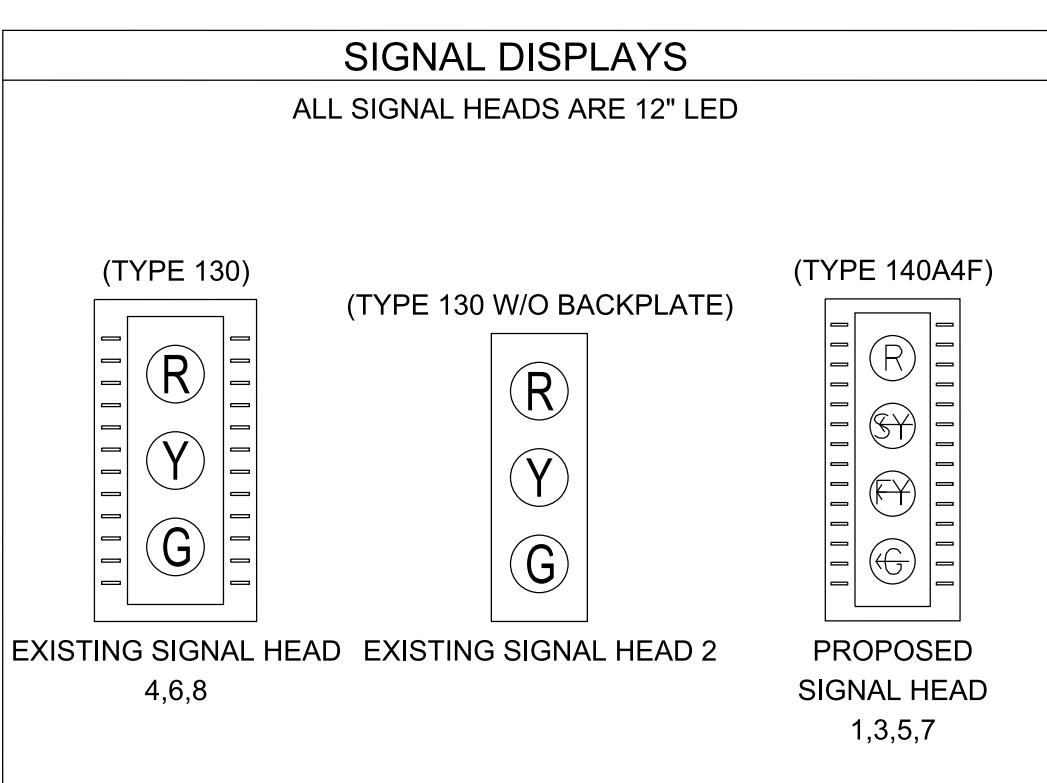 SIGNAL DISPLAYS
ALL SIGNAL HEADS ARE 12" LED
(TYPE 130)
R
Y
G
EXISTING SIGNAL HEAD
4,6,8
(TYPE 130 W/O BACKPLATE)
R
Y
G
EXISTING SIGNAL HEAD 2
(TYPE 140A4F)
R
SY
FY
G
PROPOSED
SIGNAL HEAD
1,3,5,7